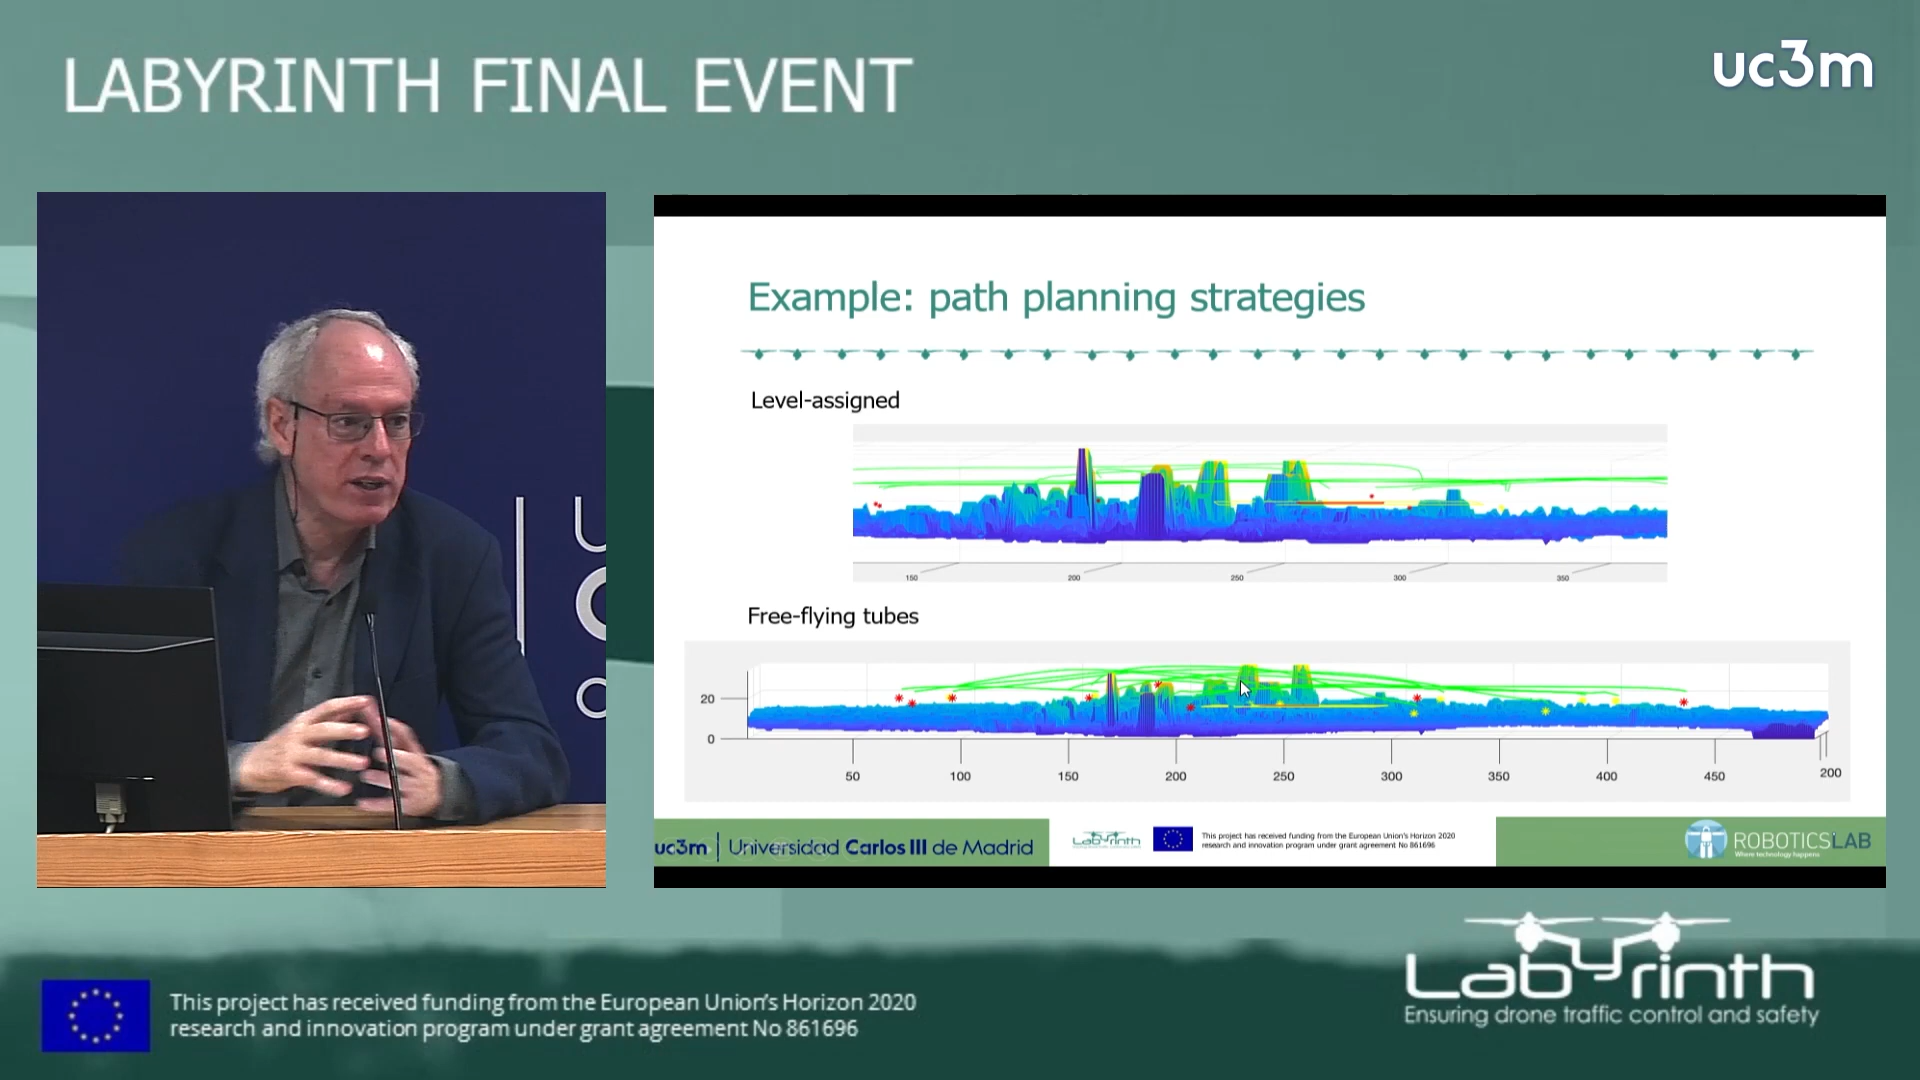 LABYRINTH FINAL EVENT
uc3m
Example: path planning strategies
Level-assigned
150
200
250
300
350
Free-flying tubes
20
0
50
100
150
200
250
300
350
400
450
200
uc3m | Universidad Carlos III de Madrid
Labyrinth
This project has received funding from the European Union's Horizon 2020
research and innovation program under grant agreement No 861696
ROBOTICSLAB
Where technology happens
This project has received funding from the European Union's Horizon 2020
research and innovation program under grant agreement No 861696
Labyrinth
Ensuring drone traffic control and safety